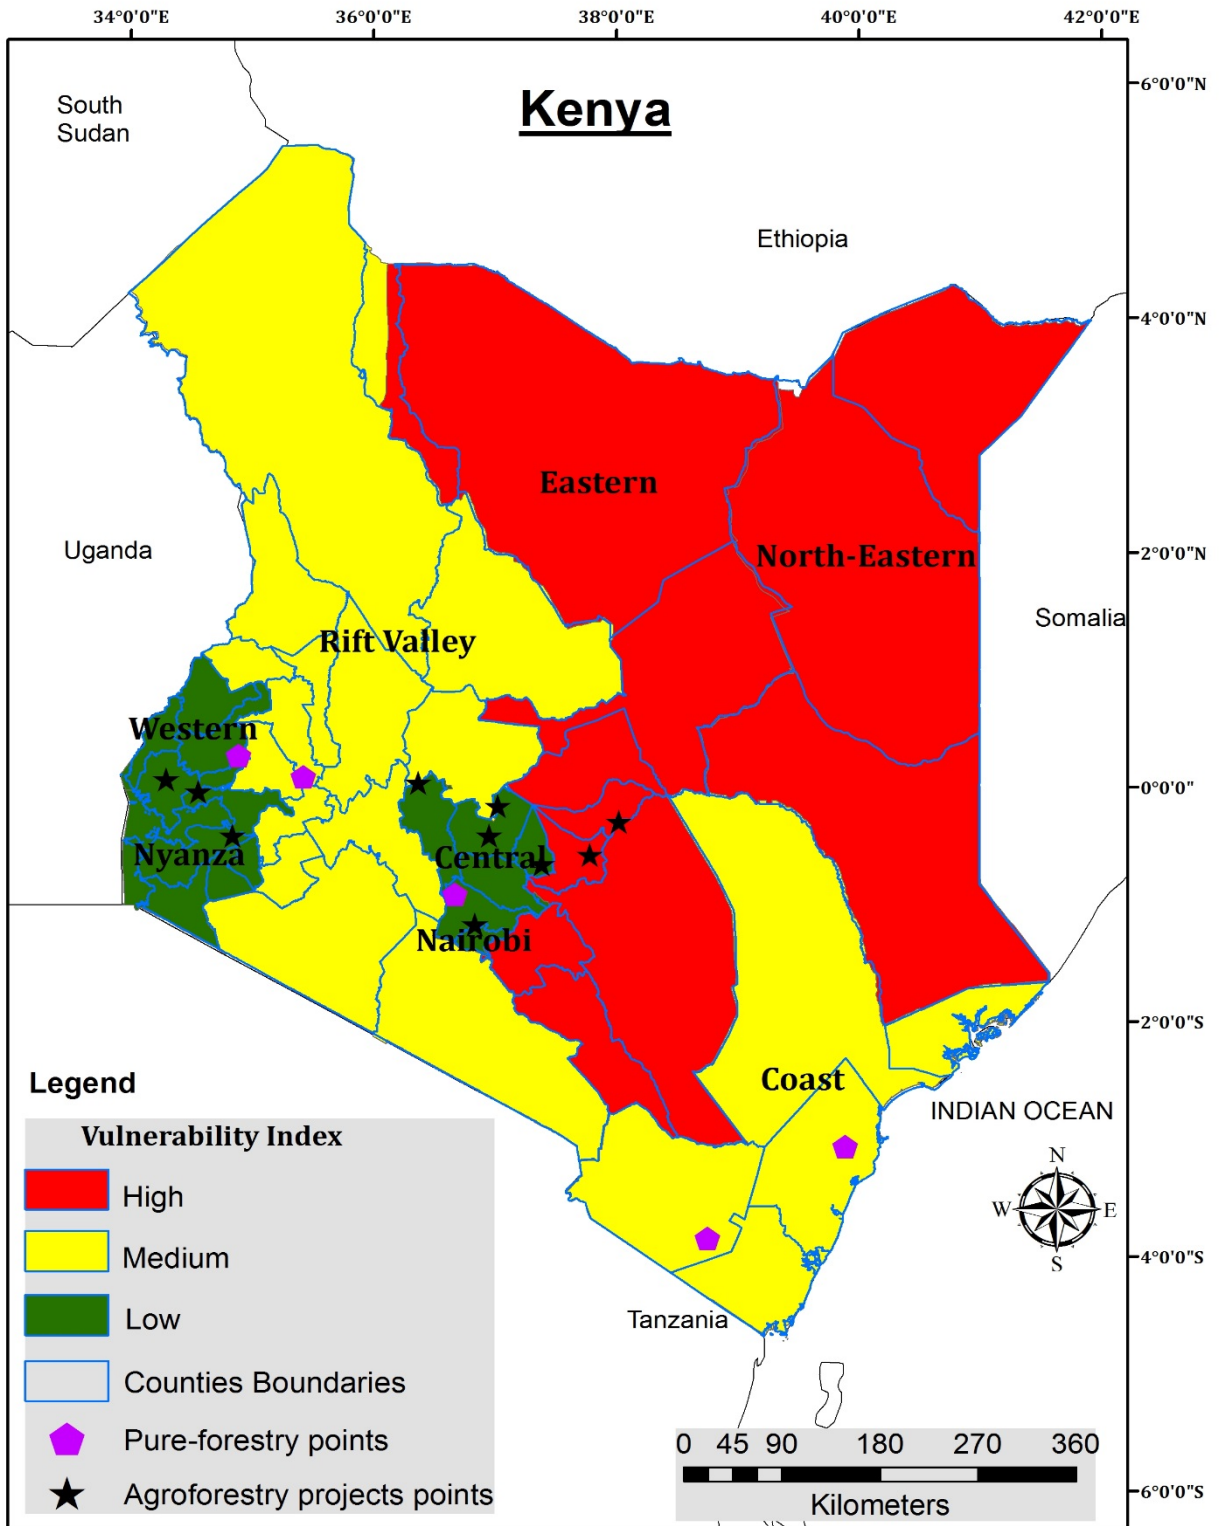 34°0'0"E 36°0'0"E 38°0'0"E 40°0'0"E 42°0'0"E
Kenya
6°0'0"N
South
Sudan
Ethiopia
4°0'0"N
Eastern
North-Eastern
2°0'0"N
Uganda
Somalia
Rift Valley
Western
0°0'0"
Nyanza
Central
Nairobi
2°0'0"S
Coast
INDIAN OCEAN
N
W E
S
4°0'0"S
Tanzania
Legend
Vulnerability Index
High
Medium
Low
Counties Boundaries
Pure-forestry points
Agroforestry projects points
0 45 90 180 270 360
Kilometers
6°0'0"S